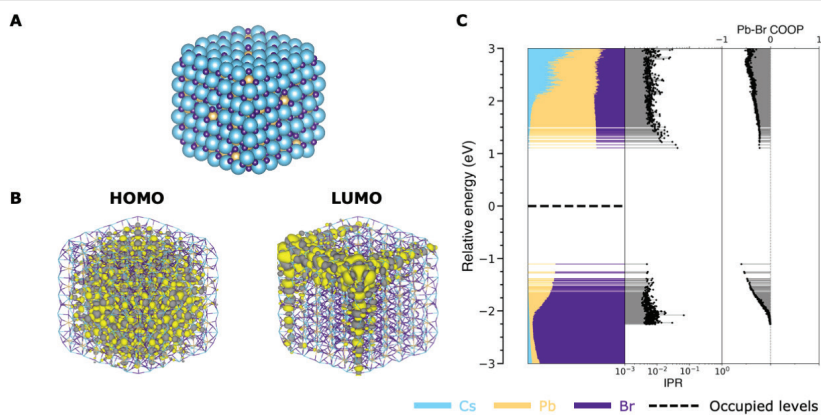 A
B
HOMO
LUMO
C
Pb-Br COOP
−1 0 1
3
2
1
0
−1
−2
−3
Relative energy (eV)
10⁻³ 10⁻² 10⁻¹ 10⁰
IPR
Cs Pb Br Occupied levels